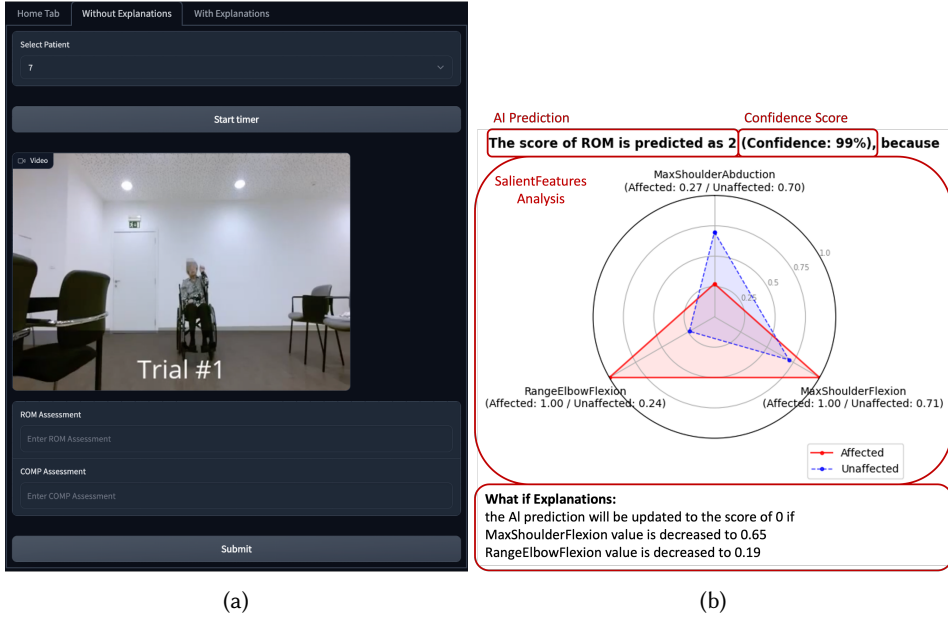 Home Tab
Without Explanations
With Explanations
Select Patient
7
Start timer
Video
Trial #1
ROM Assessment
Enter ROM Assessment
COMP Assessment
Enter COMP Assessment
Submit
(a)
AI Prediction
Confidence Score
The score of ROM is predicted as 2 (Confidence: 99%), because
SalientFeatures
Analysis
MaxShoulderAbduction
(Affected: 0.27 / Unaffected: 0.70)
1.0
0.75
0.5
0.25
RangeElbowFlexion
(Affected: 1.00 / Unaffected: 0.24)
MaxShoulderFlexion
(Affected: 1.00 / Unaffected: 0.71)
Affected
Unaffected
What if Explanations:
the AI prediction will be updated to the score of 0 if
MaxShoulderFlexion value is decreased to 0.65
RangeElbowFlexion value is decreased to 0.19
(b)